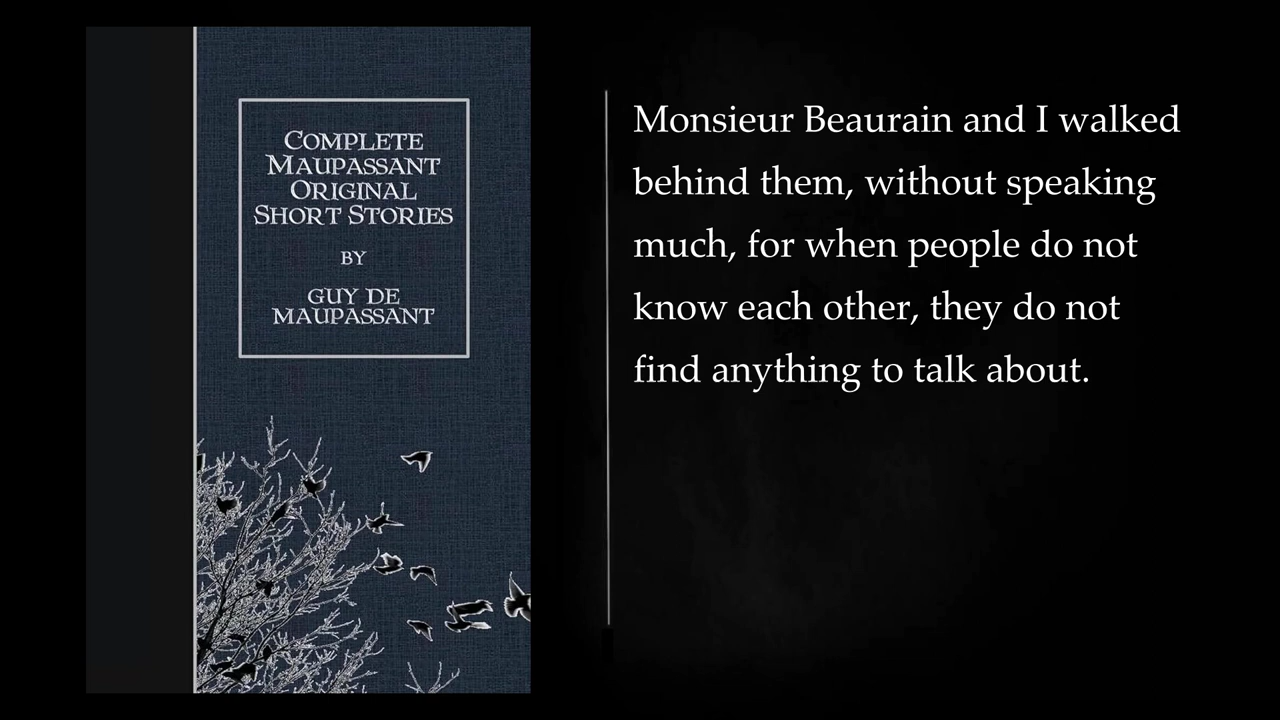 COMPLETE
MAUPASSANT
ORIGINAL
SHORT STORIES
BY
GUY DE
MAUPASSANT
Monsieur Beaurain and I walked
behind them, without speaking
much, for when people do not
know each other, they do not
find anything to talk about.